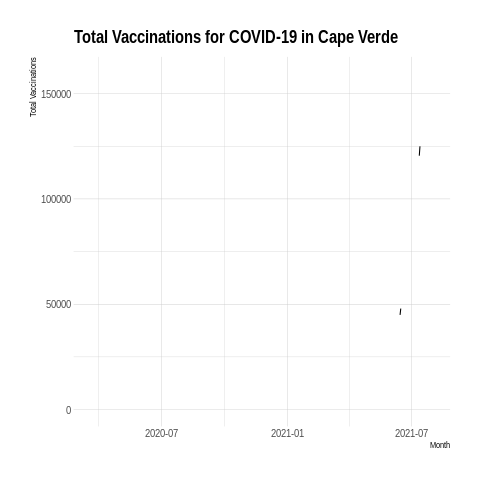 Total Vaccinations for COVID-19 in Cape Verde
Total Vaccinations
150000
100000
50000
0
2020-07 2021-01 2021-07
Month